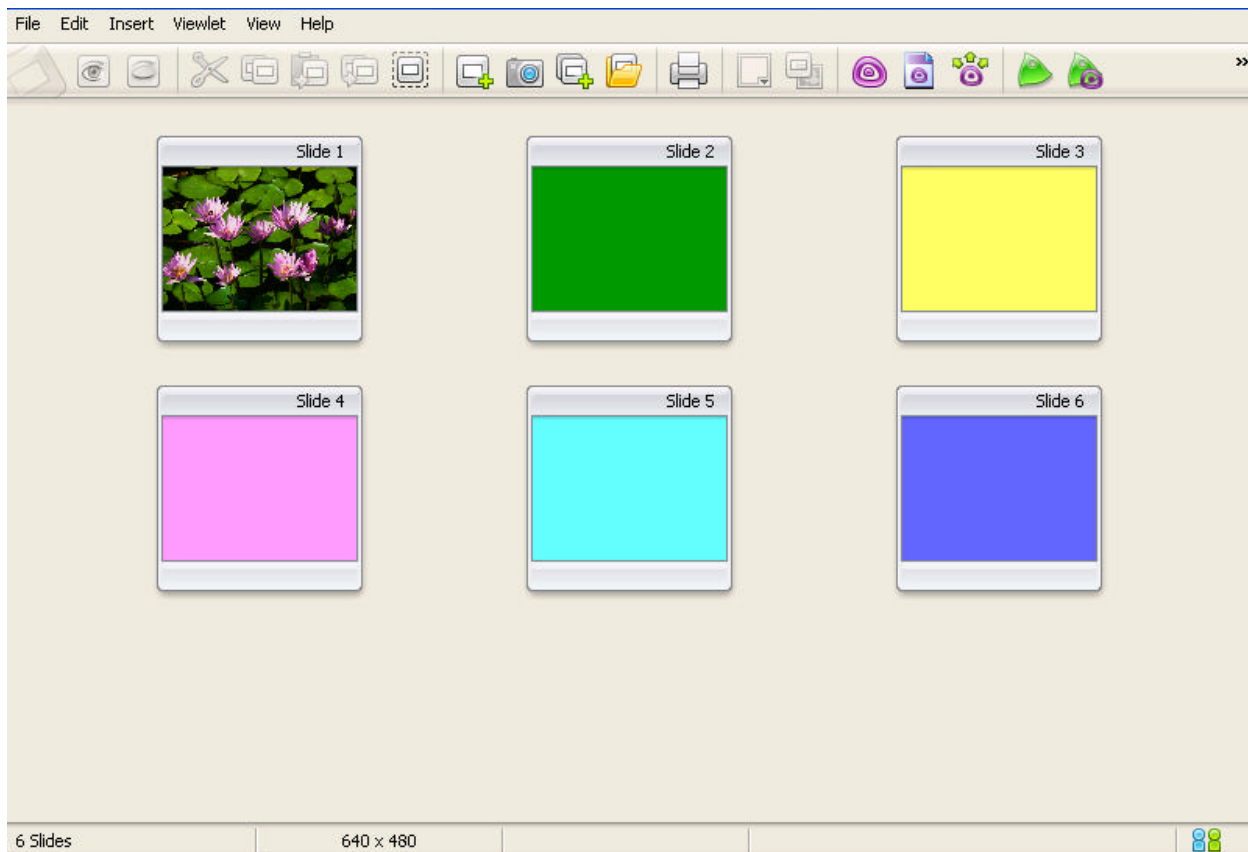 File Edit Insert Viewlet View Help
»
Slide 1 Slide 2 Slide 3
Slide 4 Slide 5 Slide 6
6 Slides 640 x 480